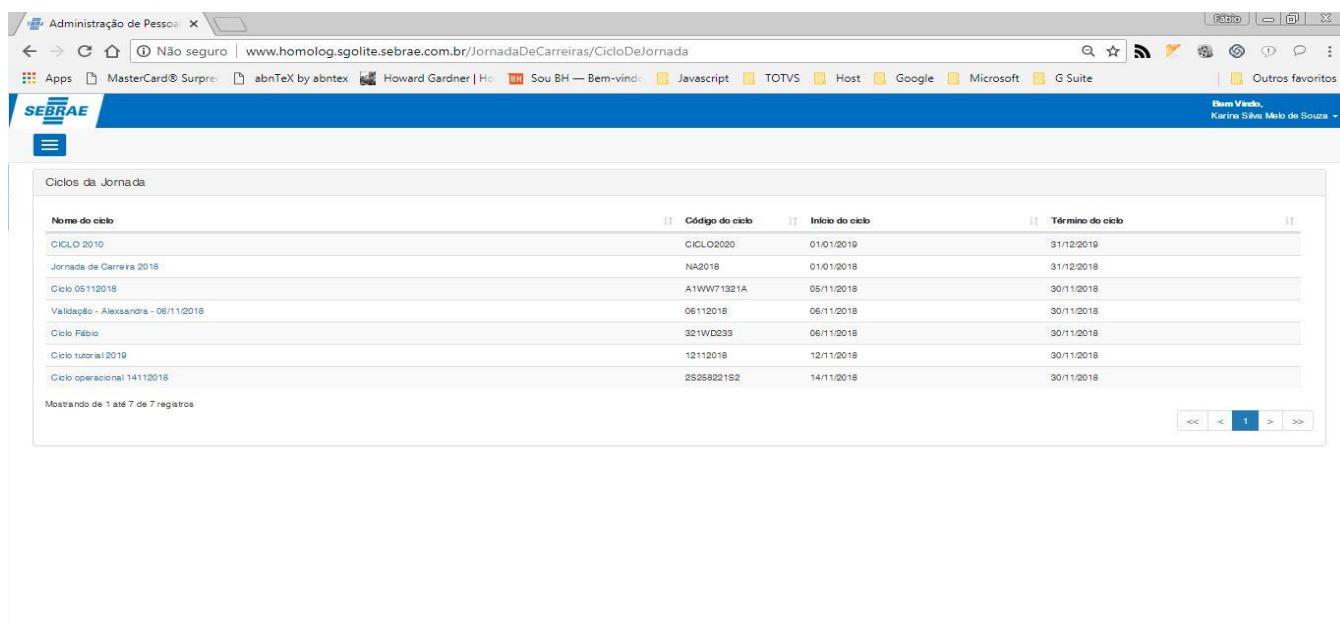 Administração de Pessoa
Fábio
Não seguro | www.homolog.sgolite.sebrae.com.br/JornadaDeCarreiras/CicloDeJornada
Apps MasterCard® Surpre abnTeX by abntex Howard Gardner | Ho BH Sou BH — Bem-vind Javascript TOTVS Host Google Microsoft G Suite Outros favoritos
SEBRAE
Bem Vindo,
Karina Silva Melo de Souza
Ciclos da Jornada
Nome do ciclo Código do ciclo Início do ciclo Término do ciclo
CICLO 2010 CICLO2020 01/01/2019 31/12/2019
Jornada de Carreira 2018 NA2018 01/01/2018 31/12/2018
Ciclo 05112018 A1WW71321A 05/11/2018 30/11/2018
Validação - Alexsandra - 06/11/2018 06112018 06/11/2018 30/11/2018
Ciclo Fábio 321WD233 06/11/2018 30/11/2018
Ciclo tutorial 2019 12112018 12/11/2018 30/11/2018
Ciclo operacional 14112018 2S258221S2 14/11/2018 30/11/2018
Mostrando de 1 até 7 de 7 registros
<< < 1 > >>